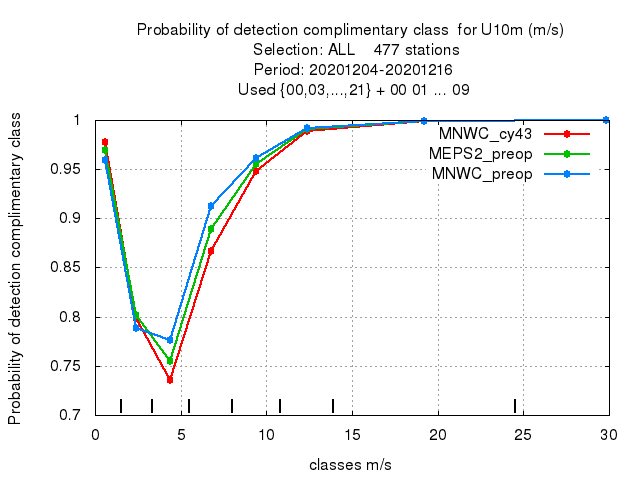 Probability of detection complimentary class  for U10m (m/s)
Selection: ALL    477 stations
Period: 20201204-20201216
Used {00,03,...,21} + 00 01 ... 09
Probability of detection complimentary class
1
0.95
0.9
0.85
0.8
0.75
0.7
MNWC_cy43
MEPS2_preop
MNWC_preop
0 5 10 15 20 25 30
classes m/s